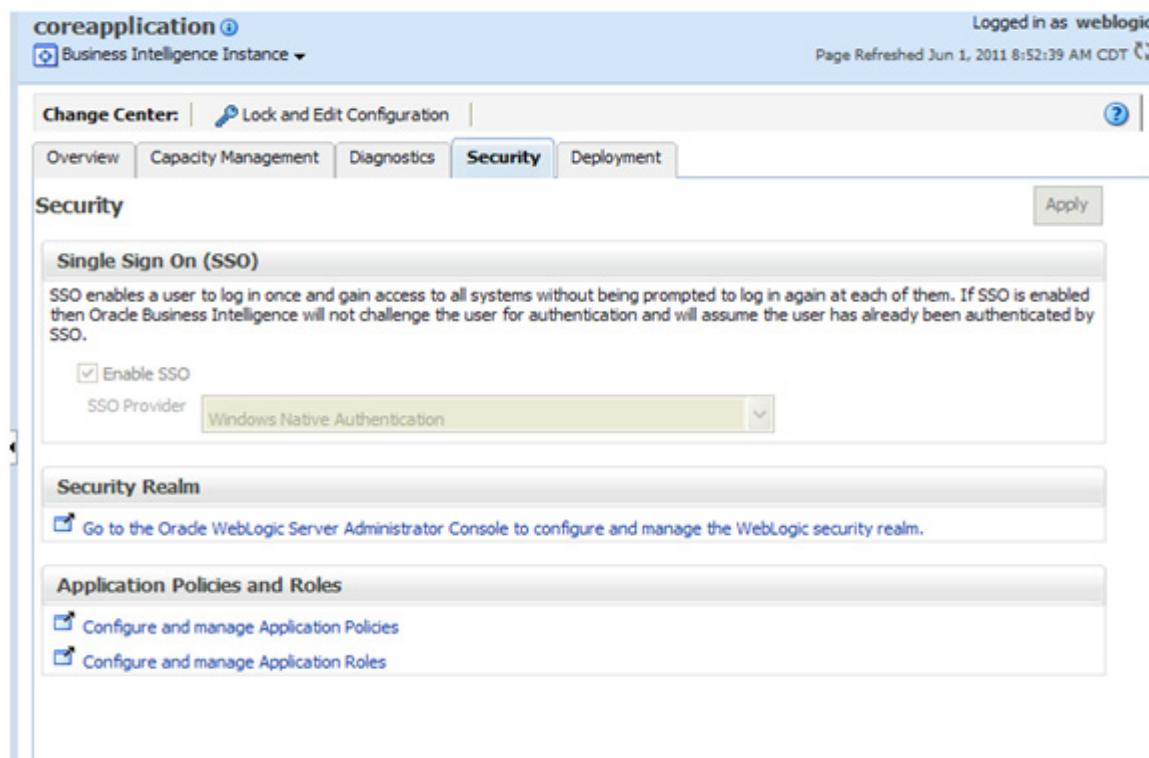 coreapplication
Logged in as weblogic
Business Intelligence Instance
Page Refreshed Jun 1, 2011 8:52:39 AM CDT
Change Center:
Lock and Edit Configuration
Overview
Capacity Management
Diagnostics
Security
Deployment
Security
Apply
Single Sign On (SSO)
SSO enables a user to log in once and gain access to all systems without being prompted to log in again at each of them. If SSO is enabled
then Oracle Business Intelligence will not challenge the user for authentication and will assume the user has already been authenticated by
SSO.
Enable SSO
SSO Provider
Windows Native Authentication
Security Realm
Go to the Oracle WebLogic Server Administrator Console to configure and manage the WebLogic security realm.
Application Policies and Roles
Configure and manage Application Policies
Configure and manage Application Roles